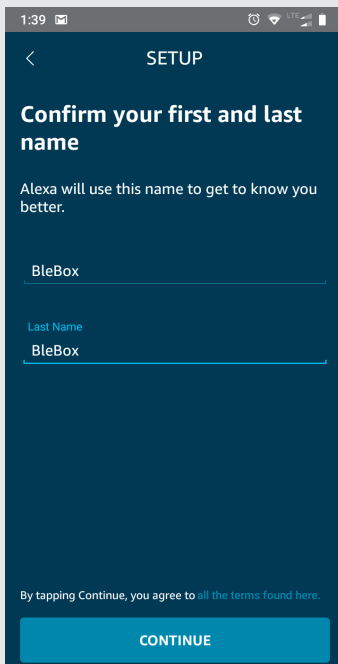 1:39 LTE
SETUP
Confirm your first and last
name
Alexa will use this name to get to know you
better.
BleBox
Last Name
BleBox
By tapping Continue, you agree to all the terms found here.
CONTINUE